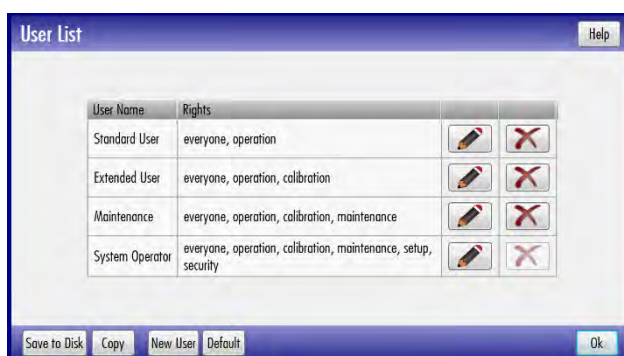 User List
Help
User Name Rights
Standard User everyone, operation
Extended User everyone, operation, calibration
Maintenance everyone, operation, calibration, maintenance
System Operator everyone, operation, calibration, maintenance, setup,
security
Save to Disk Copy New User Default Ok